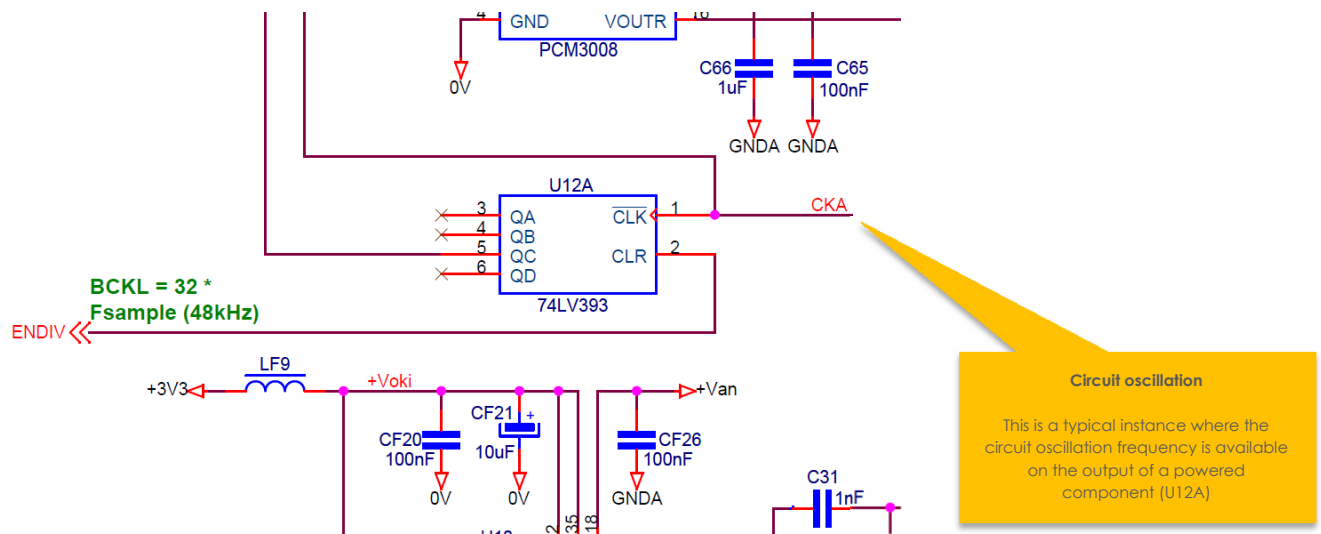 4 GND VOUTR 16
PCM3008
0V
C66
1uF
C65
100nF
GNDA GNDA
U12A
3 QA CLK 1 CKA
4 QB
5 QC CLR 2
6 QD
74LV393
BCKL = 32 *
Fsample (48kHz)
ENDIV
LF9
+3V3 +Voki +Van
CF20
100nF
CF21 +
10uF
CF26
100nF
0V 0V GNDA
C31
1nF
2 35 18
Circuit oscillation
This is a typical instance where the
circuit oscillation frequency is available
on the output of a powered
component (U12A)